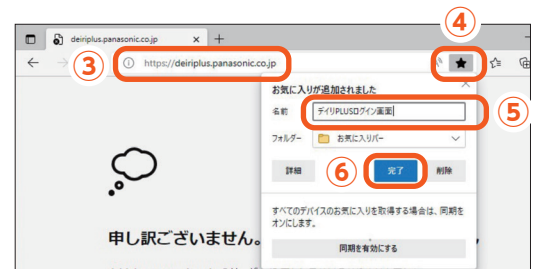 ④
deiriplus.panasonic.co.jp
③
https://deiriplus.panasonic.co.jp
お気に入りが追加されました
名前
デイリPLUSログイン画面
⑤
フォルダー
お気に入りバー
詳細
⑥
完了
削除
すべてのデバイスのお気に入りを取得する場合は、同期を
オンにします。
申し訳ございません。
同期を有効にする